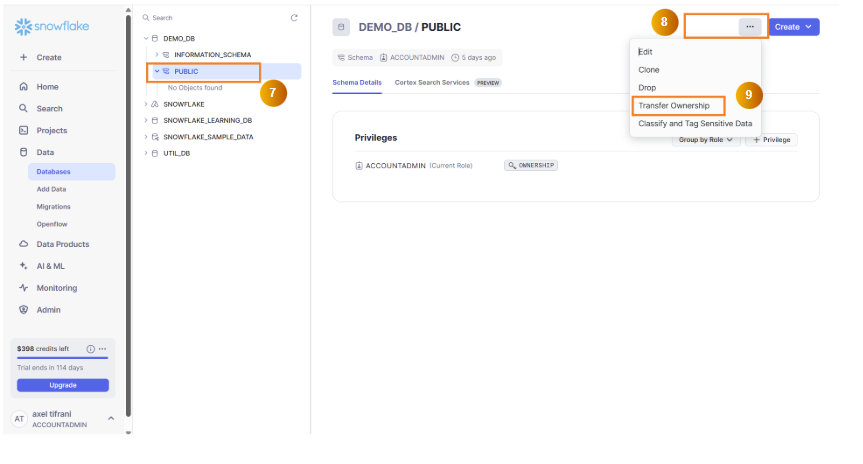 snowflake
+ Create
Home
Search
Projects
Data
Databases
Add Data
Migrations
Openflow
Data Products
AI & ML
Monitoring
Admin
$398 credits left
Trial ends in 114 days
Upgrade
AT
axel tifrani
ACCOUNTADMIN
Search
DEMO_DB
INFORMATION_SCHEMA
PUBLIC
No Objects found
7
SNOWFLAKE
SNOWFLAKE_LEARNING_DB
SNOWFLAKE_SAMPLE_DATA
UTIL_DB
DEMO_DB / PUBLIC
8
... Create
Schema ACCOUNTADMIN 5 days ago
Schema Details Cortex Search Services PREVIEW
Edit
Clone
Drop
Transfer Ownership
9
Classify and Tag Sensitive Data
Privileges
Group by Role + Privilege
ACCOUNTADMIN (Current Role) OWNERSHIP